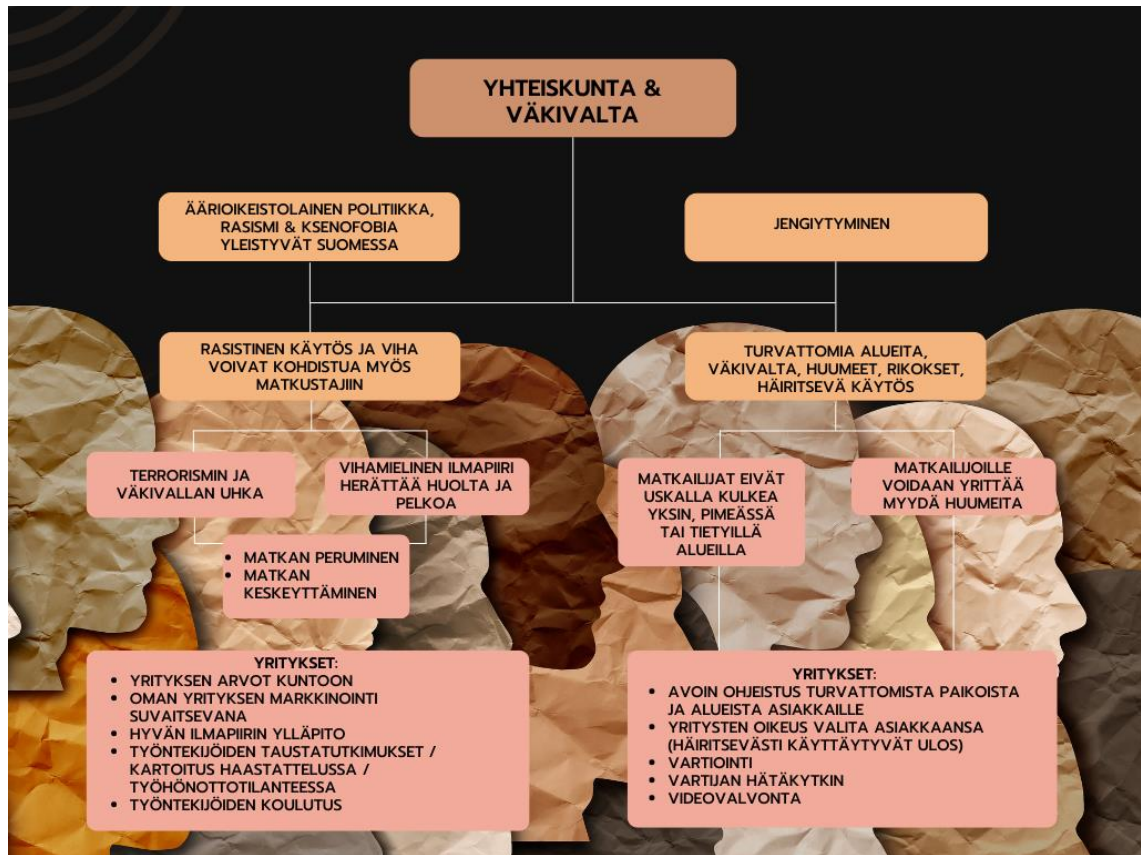 YHTEISKUNTA &
VÄKIVALTA
ÄÄRIOIKEISTOLAINEN POLITIIKKA,
RASISMI & KSENOFOBIA
YLEISTYVÄT SUOMESSA
JENGIYTYMINEN
RASISTINEN KÄYTÖS JA VIHA
VOIVAT KOHDISTUA MYÖS
MATKUSTAJIIN
TURVATTOMIA ALUEITA,
VÄKIVALTA, HUUMEET, RIKOKSET,
HÄIRITSEVÄ KÄYTÖS
TERRORISMIN JA
VÄKIVALLAN UHKA
VIHAMIELINEN ILMAPIIRI
HERÄTTÄÄ HUOLTA JA
PELKOA
MATKAILIJAT EIVÄT
USKALLA KULKEA
YKSIN, PIMEÄSSÄ
TAI TIETYILLÄ
ALUEILLA
MATKAILIJOILLE
VOIDAAN YRITTÄÄ
MYYDÄ HUUMEITA
• MATKAN PERUMINEN
• MATKAN
KESKEYTTÄMINEN
YRITYKSET:
• YRITYKSEN ARVOT KUNTOON
• OMAN YRITYKSEN MARKKINOINTI
SUVAITSEVANA
• HYVÄN ILMAPIIRIN YLLÄPITO
• TYÖNTEKIJÖIDEN TAUSTATUTKIMUKSET /
KARTOITUS HAASTATTELUSSA /
TYÖHÖNOTTOTILANTEESSA
• TYÖNTEKIJÖIDEN KOULUTUS
YRITYKSET:
• AVOIN OHJEISTUS TURVATTOMISTA PAIKOISTA
JA ALUEISTA ASIAKKAILLE
• YRITYSTEN OIKEUS VALITA ASIAKKAANSA
(HÄIRITSEVÄSTI KÄYTTÄYTYVÄT ULOS)
• VARTIOINTI
• VARTIJAN HÄTÄKYTKIN
• VIDEOVALVONTA